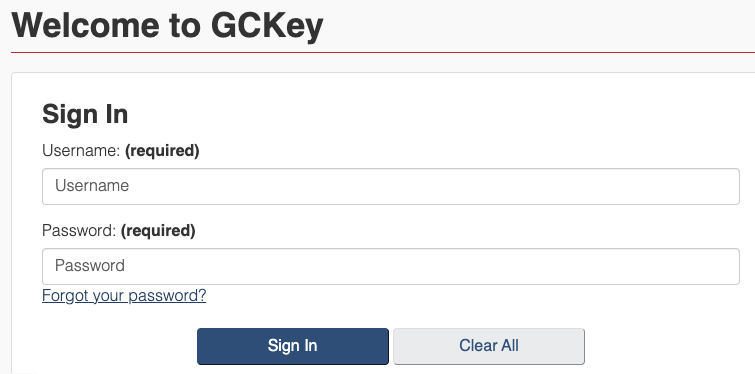 Welcome to GCKey
Sign In
Username: (required)
Username
Password: (required)
Password
Forgot your password?
Sign In
Clear All